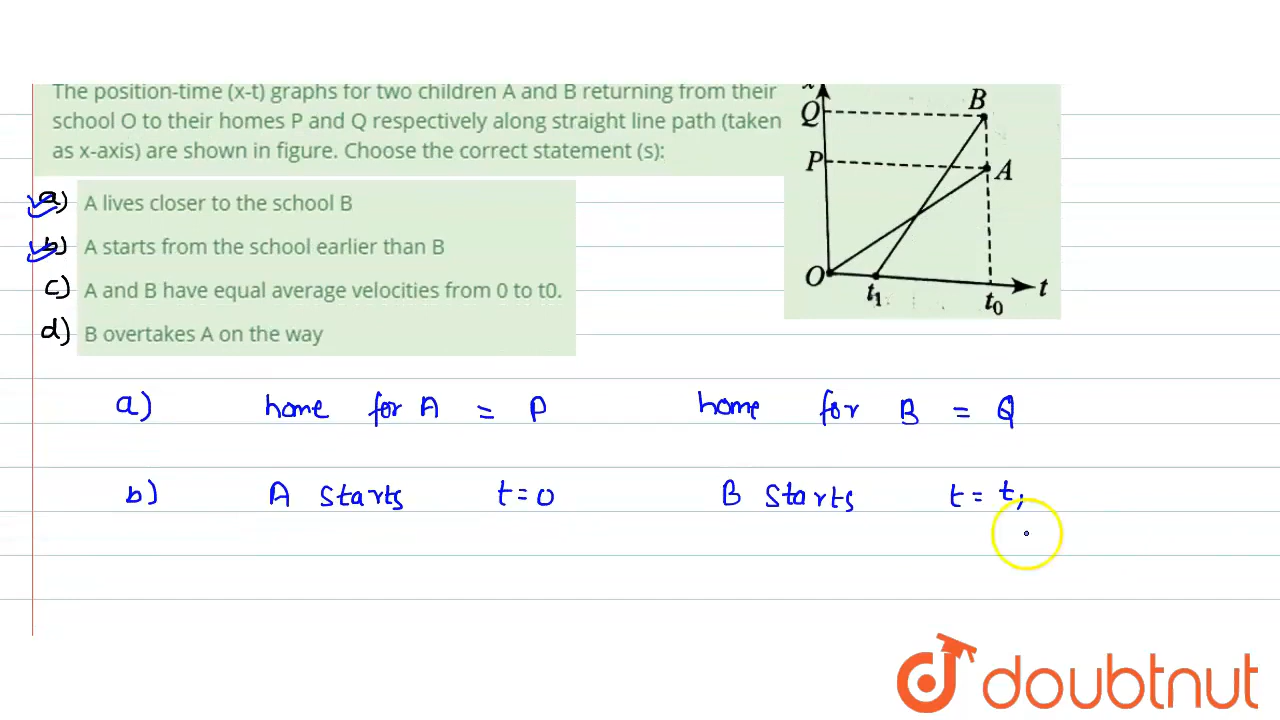 The position-time (x-t) graphs for two children A and B returning from their
school O to their homes P and Q respectively along straight line path (taken
as x-axis) are shown in figure. Choose the correct statement (s):
a) A lives closer to the school B
b) A starts from the school earlier than B
c) A and B have equal average velocities from 0 to t0.
d) B overtakes A on the way
x
Q B
P A
O t₁ t₀ t
a) home for A = P home for B = Q
b) A starts t=0 B starts t = t₁
doubtnut